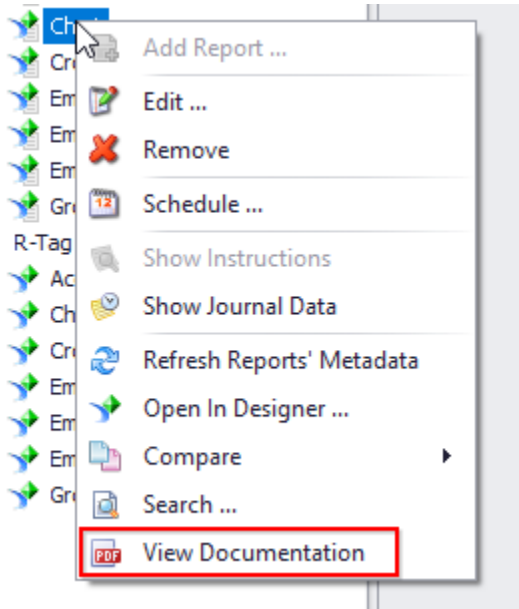 Ch
Add Report ...
Cr
Edit ...
Em
Em
Remove
Em
Gr
Schedule ...
R-Tag
Show Instructions
Ac
Ch
Show Journal Data
Cr
Refresh Reports' Metadata
Em
Open In Designer ...
Em
Em
Compare
Gr
Search ...
PDF
View Documentation